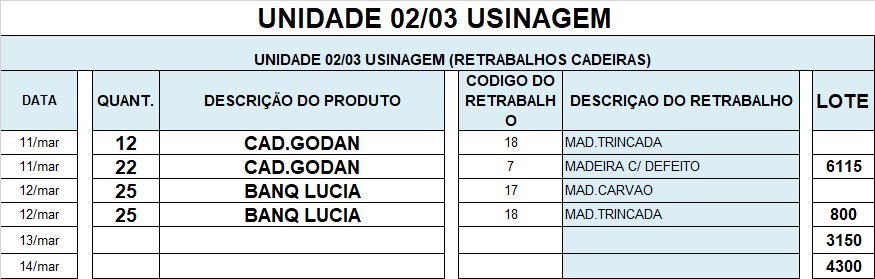 UNIDADE 02/03 USINAGEM
UNIDADE 02/03 USINAGEM (RETRABALHOS CADEIRAS)
DATA QUANT. DESCRIÇÃO DO PRODUTO CODIGO DO RETRABALH O DESCRIÇAO DO RETRABALHO LOTE
11/mar 12 CAD.GODAN 18 MAD.TRINCADA
11/mar 22 CAD.GODAN 7 MADEIRA C/ DEFEITO 6115
12/mar 25 BANQ LUCIA 17 MAD.CARVAO
12/mar 25 BANQ LUCIA 18 MAD.TRINCADA 800
13/mar 3150
14/mar 4300